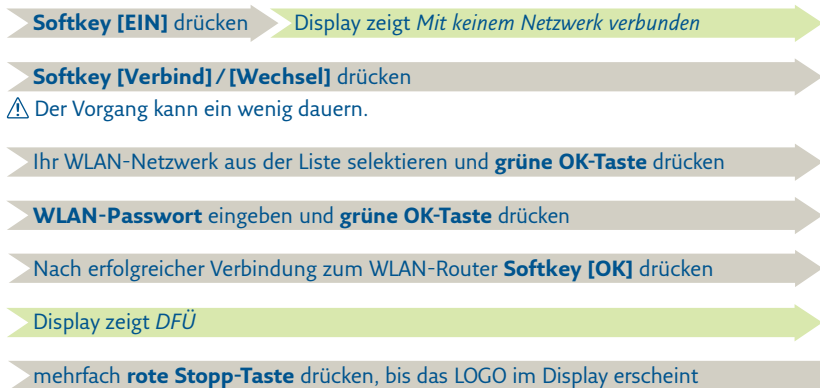 Softkey [EIN] drücken Display zeigt Mit keinem Netzwerk verbunden
Softkey [Verbind] / [Wechsel] drücken
⚠ Der Vorgang kann ein wenig dauern.
Ihr WLAN-Netzwerk aus der Liste selektieren und grüne OK-Taste drücken
WLAN-Passwort eingeben und grüne OK-Taste drücken
Nach erfolgreicher Verbindung zum WLAN-Router Softkey [OK] drücken
Display zeigt DFÜ
mehrfach rote Stopp-Taste drücken, bis das LOGO im Display erscheint